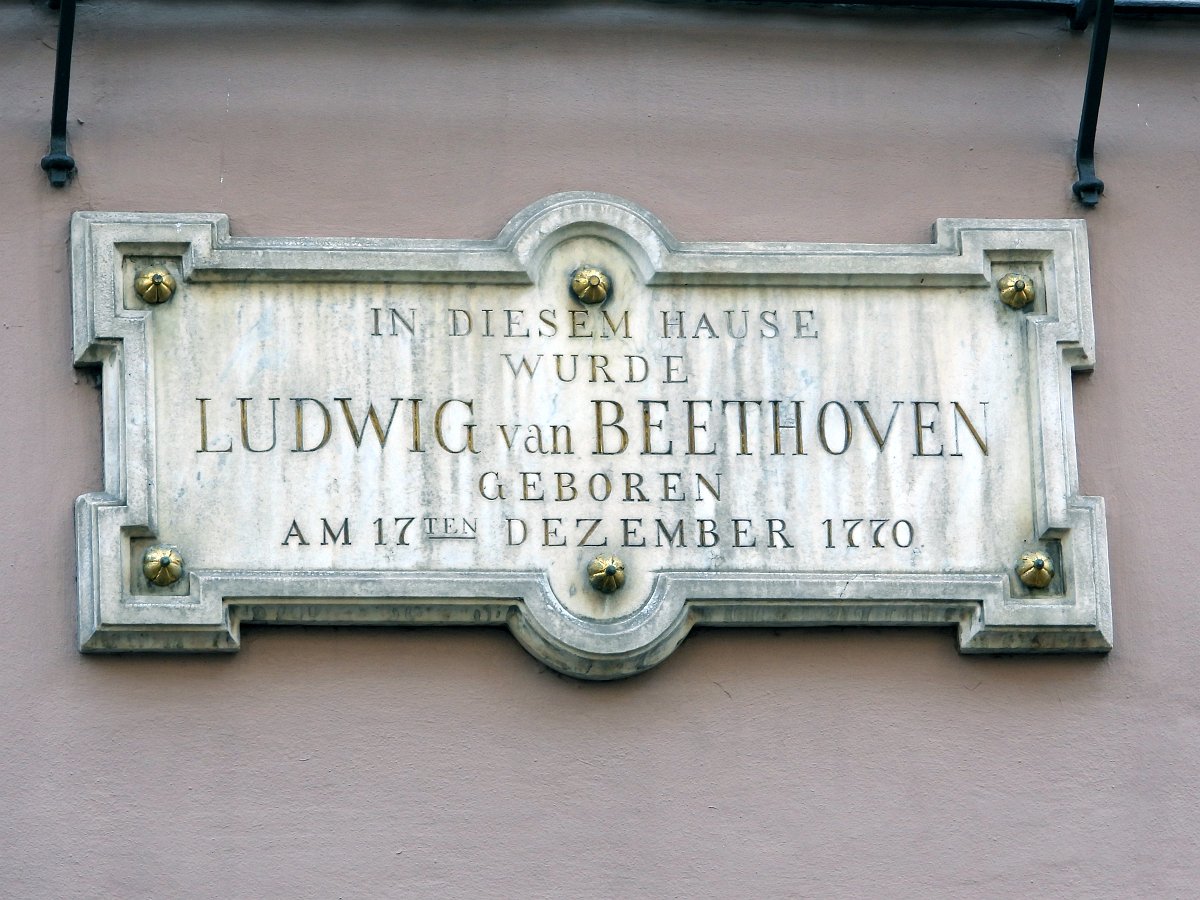 IN DIESEM HAUSE
WURDE
LUDWIG van BEETHOVEN
GEBOREN
AM 17TEN DEZEMBER 1770